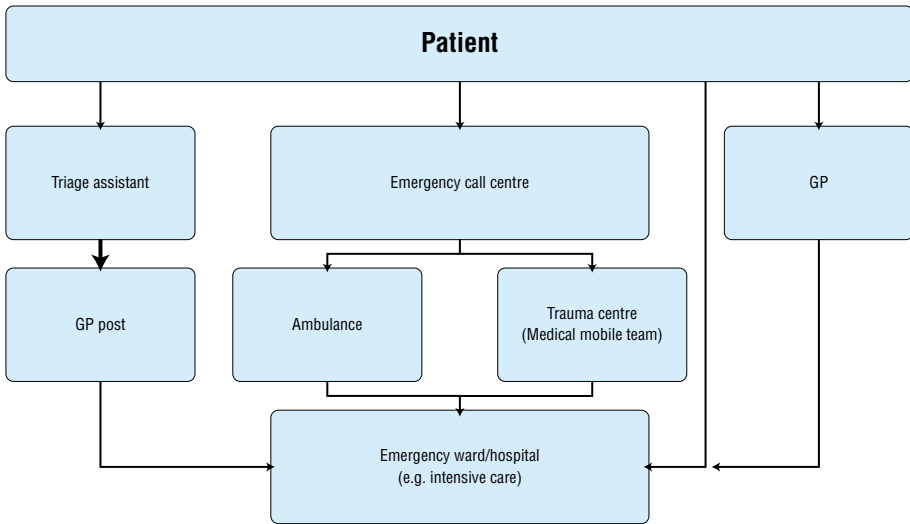 Patient
Triage assistant
Emergency call centre
GP
GP post
Ambulance
Trauma centre
(Medical mobile team)
Emergency ward/hospital
(e.g. intensive care)